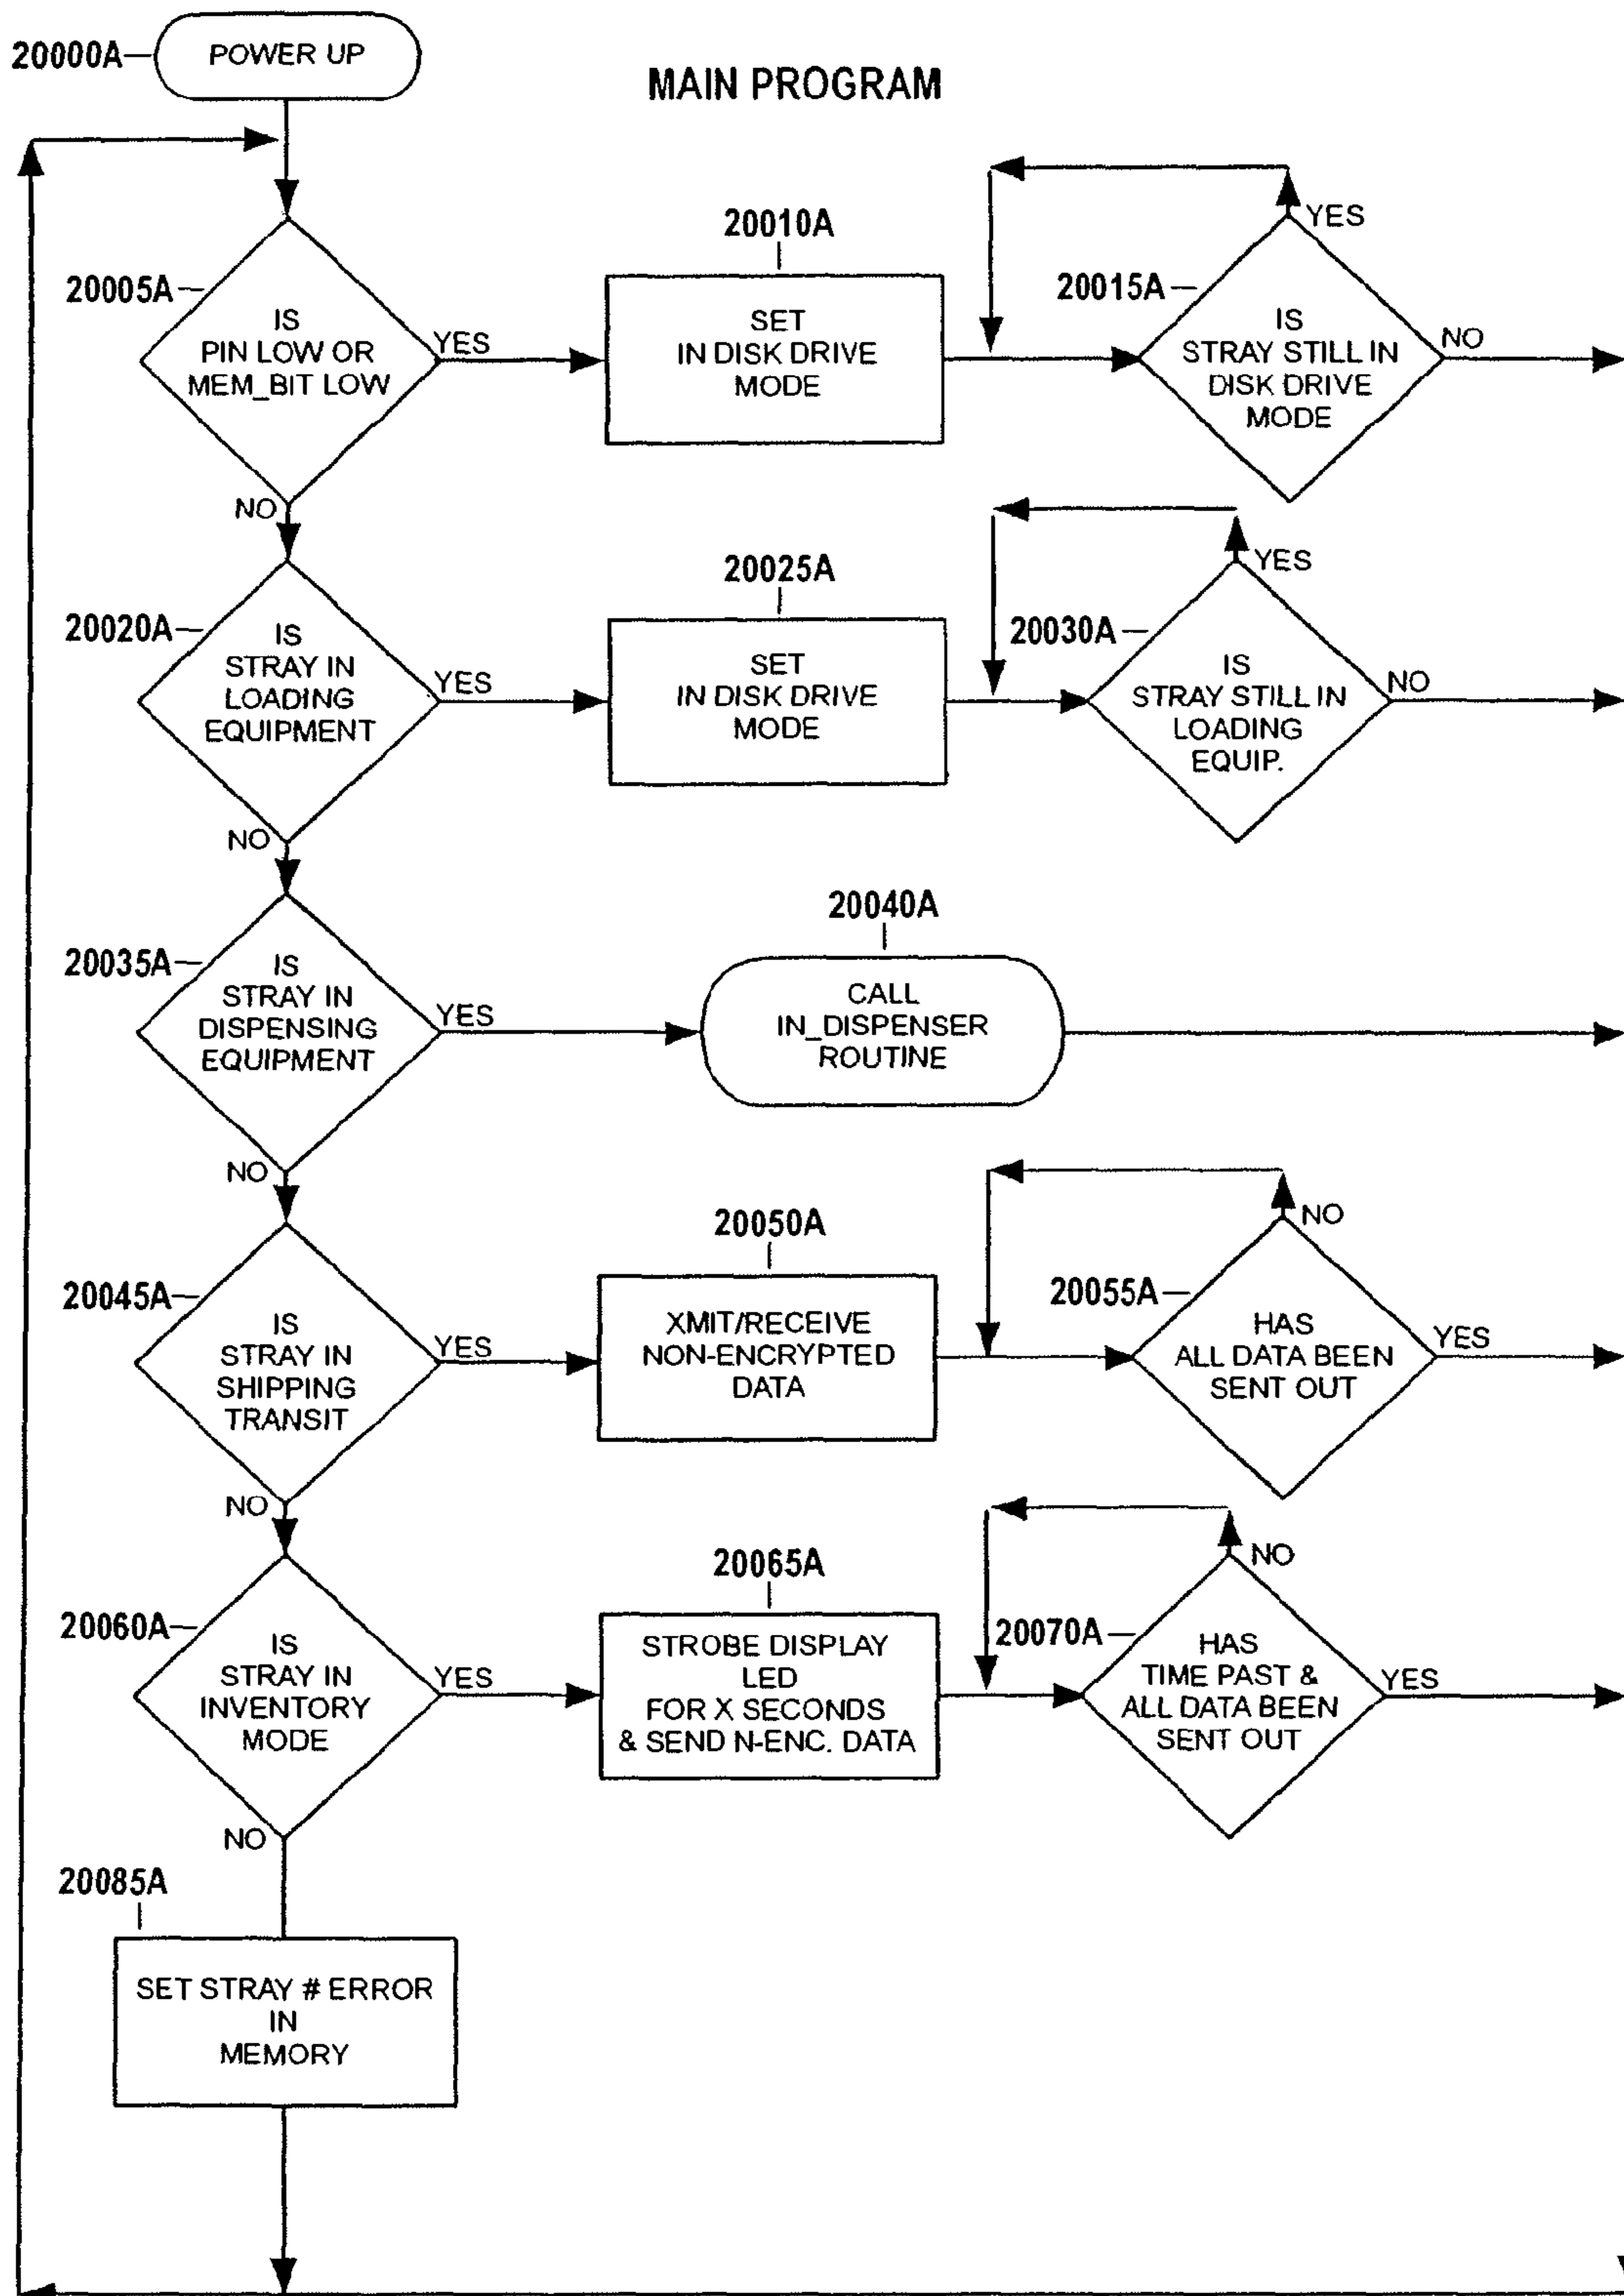 20000A
POWER UP
MAIN PROGRAM
20005A
IS
PIN LOW OR
MEM_BIT LOW
YES
NO
20010A
SET
IN DISK DRIVE
MODE
20015A
IS
STRAY STILL IN
DISK DRIVE
MODE
YES
NO
20020A
IS
STRAY IN
LOADING
EQUIPMENT
YES
NO
20025A
SET
IN DISK DRIVE
MODE
20030A
IS
STRAY STILL IN
LOADING
EQUIP.
YES
NO
20035A
IS
STRAY IN
DISPENSING
EQUIPMENT
YES
NO
20040A
CALL
IN_DISPENSER
ROUTINE
20045A
IS
STRAY IN
SHIPPING
TRANSIT
YES
NO
20050A
XMIT/RECEIVE
NON-ENCRYPTED
DATA
20055A
HAS
ALL DATA BEEN
SENT OUT
NO
YES
20060A
IS
STRAY IN
INVENTORY
MODE
YES
NO
20065A
STROBE DISPLAY
LED
FOR X SECONDS
& SEND N-ENC. DATA
20070A
HAS
TIME PAST &
ALL DATA BEEN
SENT OUT
NO
YES
20085A
SET STRAY # ERROR
IN
MEMORY